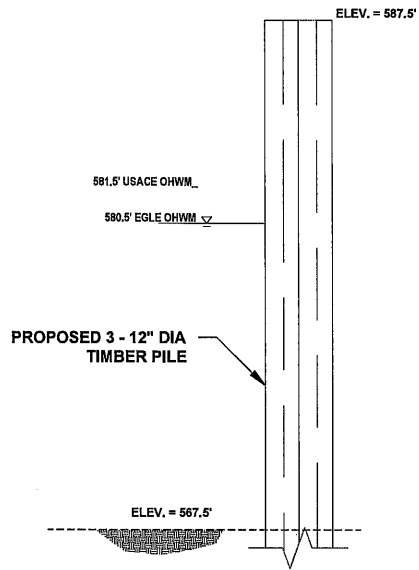 ELEV. = 587.5'
581.5' USACE OHWM
580.5' EGLE OHWM
PROPOSED 3 - 12" DIA
TIMBER PILE
ELEV. = 567.5'